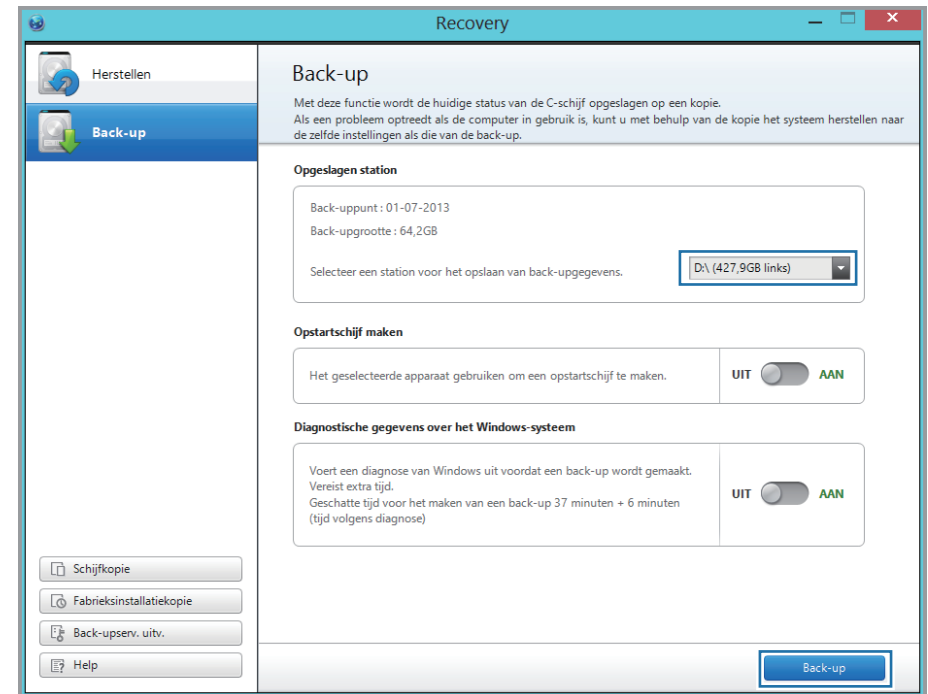 Recovery
Herstellen
Back-up
Back-up
Met deze functie wordt de huidige status van de C-schijf opgeslagen op een kopie.
Als een probleem optreedt als de computer in gebruik is, kunt u met behulp van de kopie het systeem herstellen naar
de zelfde instellingen als die van de back-up.
Opgeslagen station
Back-uppunt : 01-07-2013
Back-upgrootte : 64,2GB
Selecteer een station voor het opslaan van back-upgegevens.
D:\ (427,9GB links)
Opstartschijf maken
Het geselecteerde apparaat gebruiken om een opstartschijf te maken.
UIT AAN
Diagnostische gegevens over het Windows-systeem
Voert een diagnose van Windows uit voordat een back-up wordt gemaakt.
Vereist extra tijd.
Geschatte tijd voor het maken van een back-up 37 minuten + 6 minuten
(tijd volgens diagnose)
UIT AAN
Schijfkopie
Fabrieksinstallatiekopie
Back-upserv. uitv.
Help
Back-up